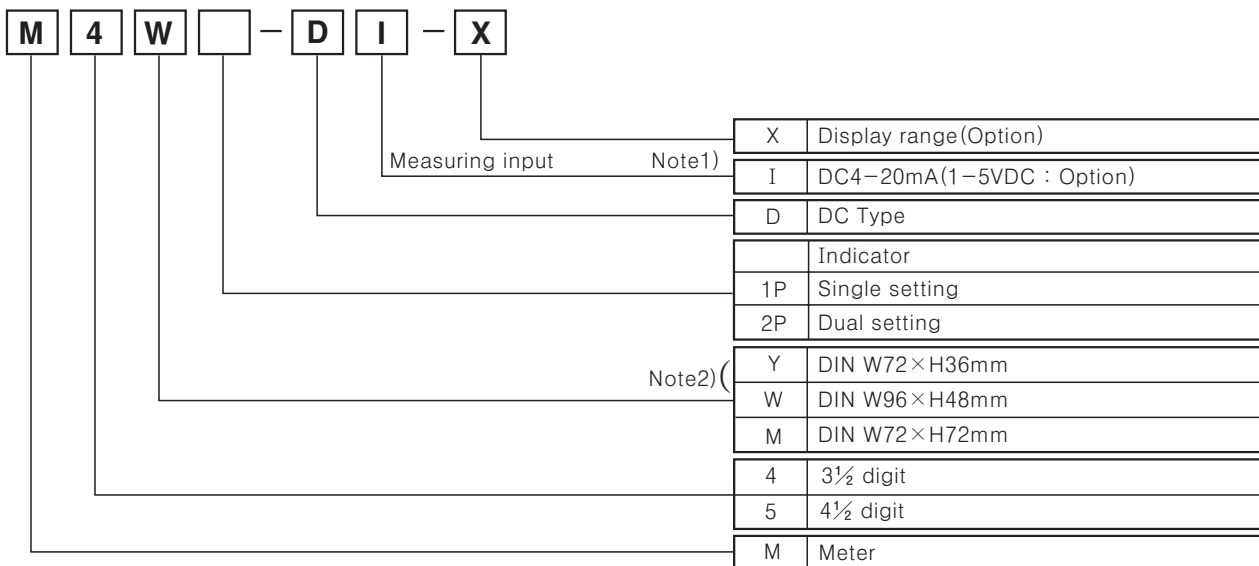 M 4 W - D I - X
X Display range(Option)
Measuring input Note1)
I DC4-20mA(1-5VDC : Option)
D DC Type
Indicator
1P Single setting
2P Dual setting
Note2)( Y DIN W72×H36mm
W DIN W96×H48mm
M DIN W72×H72mm
4 3½ digit
5 4½ digit
M Meter